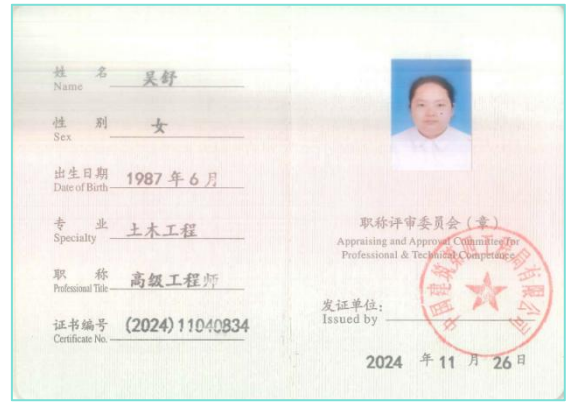 姓 名 吴舒
Name
性 别 女
Sex
出生日期 1987 年 6 月
Date of Birth
专 业 土木工程
Specialty
职 称 高级工程师
Professional Title
证书编号 (2024) 11040834
Certificate No.
职称评审委员会（章）
Appraising and Approval Committee for
Professional & Technical Competence
发证单位:
Issued by
2024 年 11 月 26 日